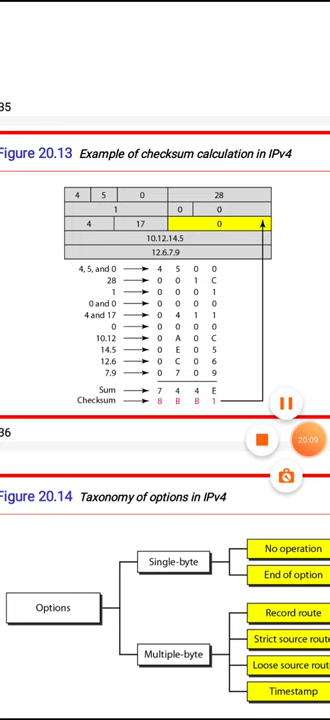 35
Figure 20.13 Example of checksum calculation in IPv4
4 5 0 28
1 0 0
4 17 0
10.12.14.5
12.6.7.9
4, 5, and 0 4 5 0 0
28 0 0 1 C
1 0 0 0 1
0 and 0 0 0 0 0
4 and 17 0 4 1 1
0 0 0 0 0
10.12 0 A 0 C
14.5 0 E 0 5
12.6 0 C 0 6
7.9 0 7 0 9
Sum 7 4 4 E
Checksum 8 B B 1
36
20:09
Figure 20.14 Taxonomy of options in IPv4
No operation
Single-byte
End of option
Options
Record route
Strict source route
Multiple-byte
Loose source route
Timestamp